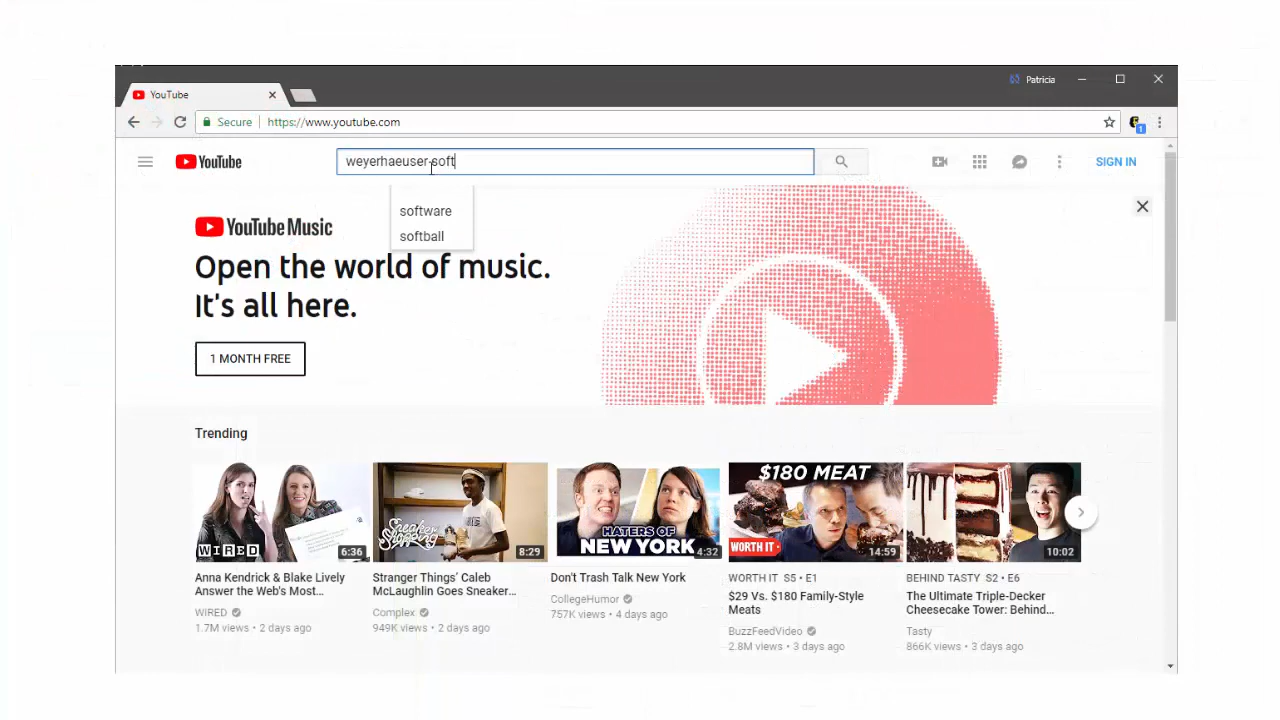 Patricia
YouTube
Secure
https://www.youtube.com
YouTube
weyerhaeuser soft
SIGN IN
software
softball
YouTube Music
Open the world of music.
It's all here.
1 MONTH FREE
Trending
WIRED
6:36
Sneaker
Shopping
8:29
HATERS OF
NEW YORK
4:32
$180 MEAT
WORTH IT
14:59
10:02
Anna Kendrick & Blake Lively
Answer the Web's Most...
WIRED
1.7M views • 2 days ago
Stranger Things' Caleb
McLaughlin Goes Sneaker...
Complex
949K views • 2 days ago
Don't Trash Talk New York
CollegeHumor
757K views • 4 days ago
WORTH IT S5 • E1
$29 Vs. $180 Family-Style
Meats
BuzzFeedVideo
2.8M views • 3 days ago
BEHIND TASTY S2 • E6
The Ultimate Triple-Decker
Cheesecake Tower: Behind...
Tasty
866K views • 3 days ago